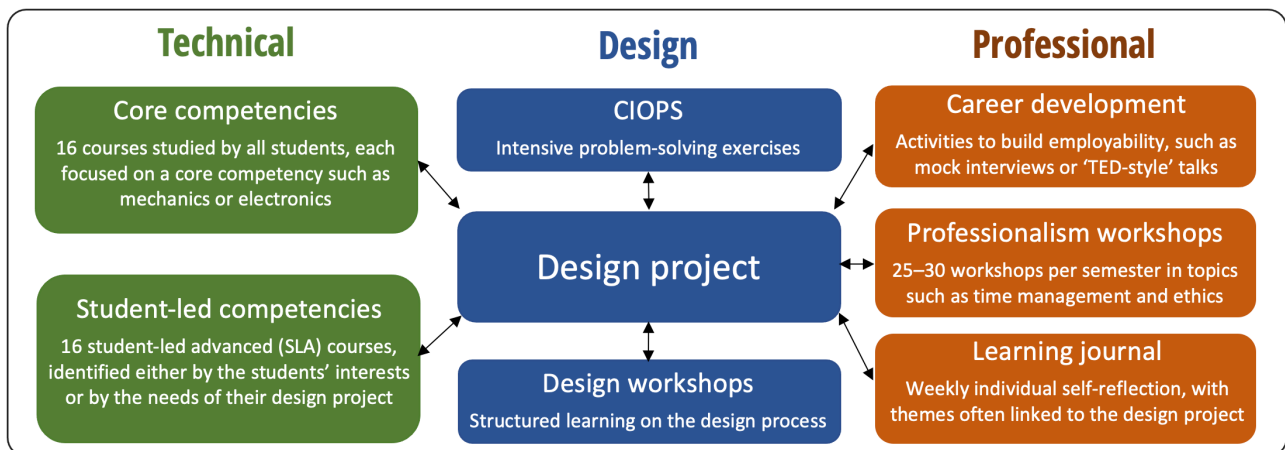 Technical
Core competencies
16 courses studied by all students, each
focused on a core competency such as
mechanics or electronics
Student-led competencies
16 student-led advanced (SLA) courses,
identified either by the students’ interests
or by the needs of their design project
Design
CIOPS
Intensive problem-solving exercises
Design project
Design workshops
Structured learning on the design process
Professional
Career development
Activities to build employability, such as
mock interviews or ‘TED-style’ talks
Professionalism workshops
25–30 workshops per semester in topics
such as time management and ethics
Learning journal
Weekly individual self-reflection, with
themes often linked to the design project